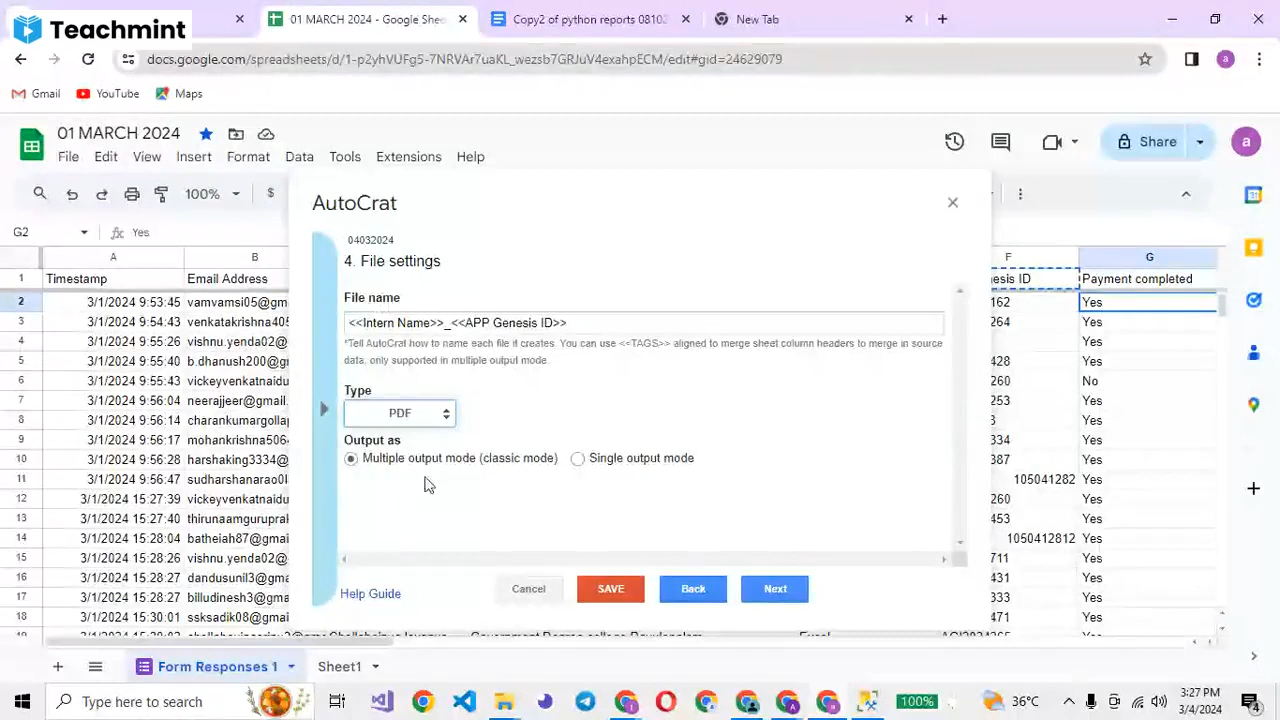 Teachmint
01 MARCH 2024 - Google She
Copy2 of python reports 08102
New Tab
docs.google.com/spreadsheets/d/1-p2yhVUFg5-7NRVAr7uaKL_wezsb7GRJuV4exahpECM/edit#gid=24629079
a
Gmail YouTube Maps
01 MARCH 2024
File Edit View Insert Format Data Tools Extensions Help
Share
a
100% $
G2 fx Yes
A B F G
1 Timestamp Email Address esis ID Payment completed
2 3/1/2024 9:53:45 vamvamsi05@gm 162 Yes
3 3/1/2024 9:54:43 venkatakrishna405 Yes
4 3/1/2024 9:55:26 vishnu.yenda02@ Yes
5 3/1/2024 9:55:40 b.dhanush200@g 428 Yes
6 3/1/2024 9:55:43 vickeyvenkatnaidu 260 No
7 3/1/2024 9:56:04 neerajjeer@gmail. 253 Yes
8 3/1/2024 9:56:14 charankumargolla Yes
9 3/1/2024 9:56:17 mohankrishna5064 334 Yes
10 3/1/2024 9:56:28 harshaking3334@ 387 Yes
11 3/1/2024 9:56:47 sudharshanarao0l 105041282 Yes
12 3/1/2024 15:27:39 vickeyvenkatnaidu 260 Yes
13 3/1/2024 15:27:40 thirunaamgurupral 453 Yes
14 3/1/2024 15:28:04 batheiah87@gmai 1050412812 Yes
15 3/1/2024 15:28:27 vishnu.yenda02@ 711 Yes
16 3/1/2024 15:28:27 dandusunil3@gma 431 Yes
17 3/1/2024 15:28:27 billudinesh3@gma 333 Yes
18 3/1/2024 15:30:01 ssksadik08@gmai 471 Yes
AutoCrat
04032024
4. File settings
File name
<<Intern Name>>_<<APP Genesis ID>>
*Tell AutoCrat how to name each file it creates. You can use <<TAGS>> aligned to merge sheet column headers to merge in source
data, only supported in multiple output mode.
Type
PDF
Output as
Multiple output mode (classic mode) Single output mode
Help Guide Cancel SAVE Back Next
Form Responses 1 Sheet1
Type here to search 100% 36°C 3:27 PM
3/4/2024
4